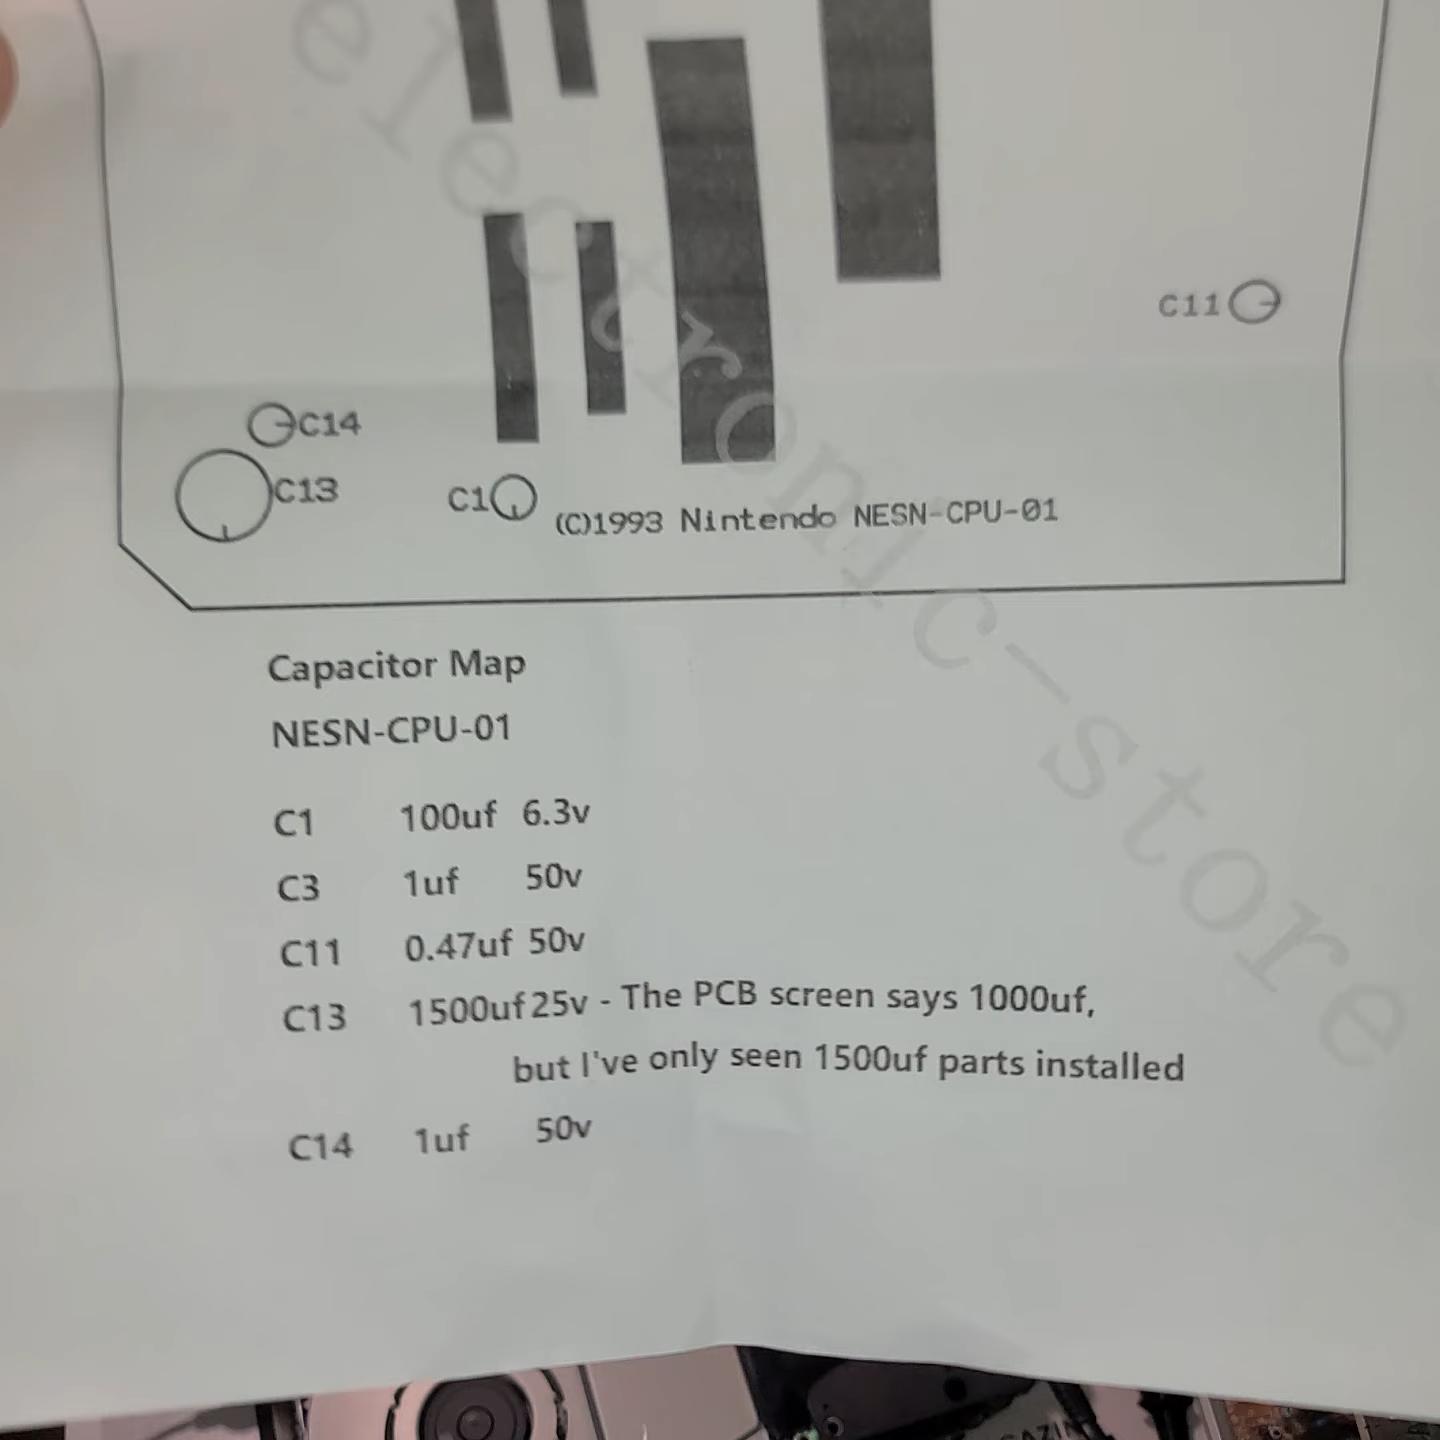 electronic-store
C11
C14
C13
C1
(C)1993 Nintendo NESN-CPU-01
Capacitor Map
NESN-CPU-01
C1 100uf 6.3v
C3 1uf 50v
C11 0.47uf 50v
C13 1500uf 25v - The PCB screen says 1000uf,
but I've only seen 1500uf parts installed
C14 1uf 50v